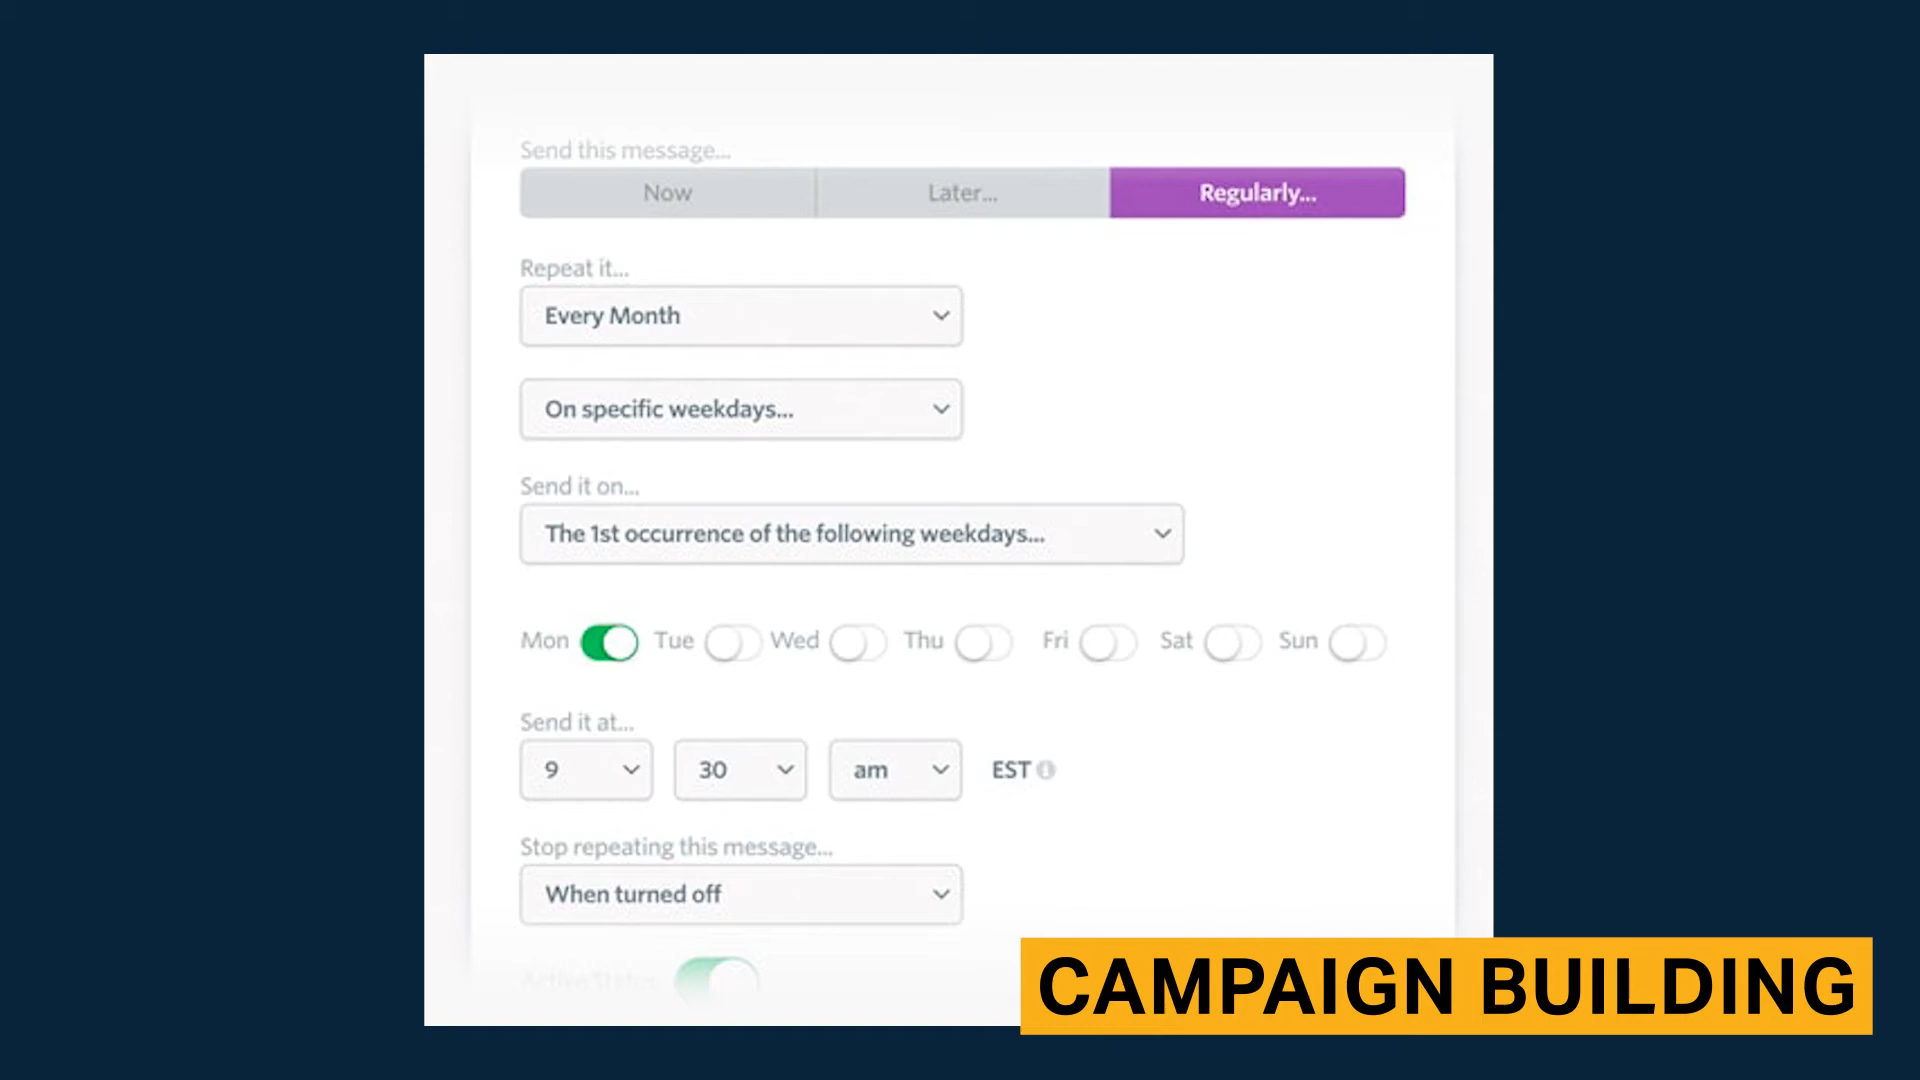 Send this message...
Now Later... Regularly...
Repeat it...
Every Month
On specific weekdays...
Send it on...
The 1st occurrence of the following weekdays...
Mon Tue Wed Thu Fri Sat Sun
Send it at...
9 30 am EST
Stop repeating this message...
When turned off
Active Status
CAMPAIGN BUILDING